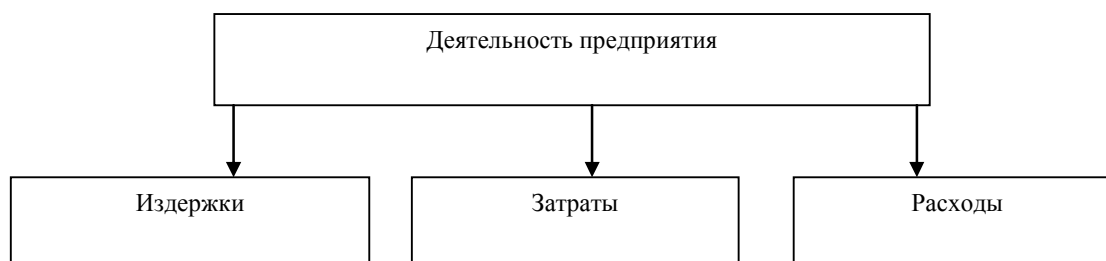 Деятельность предприятия
Издержки
Затраты
Расходы